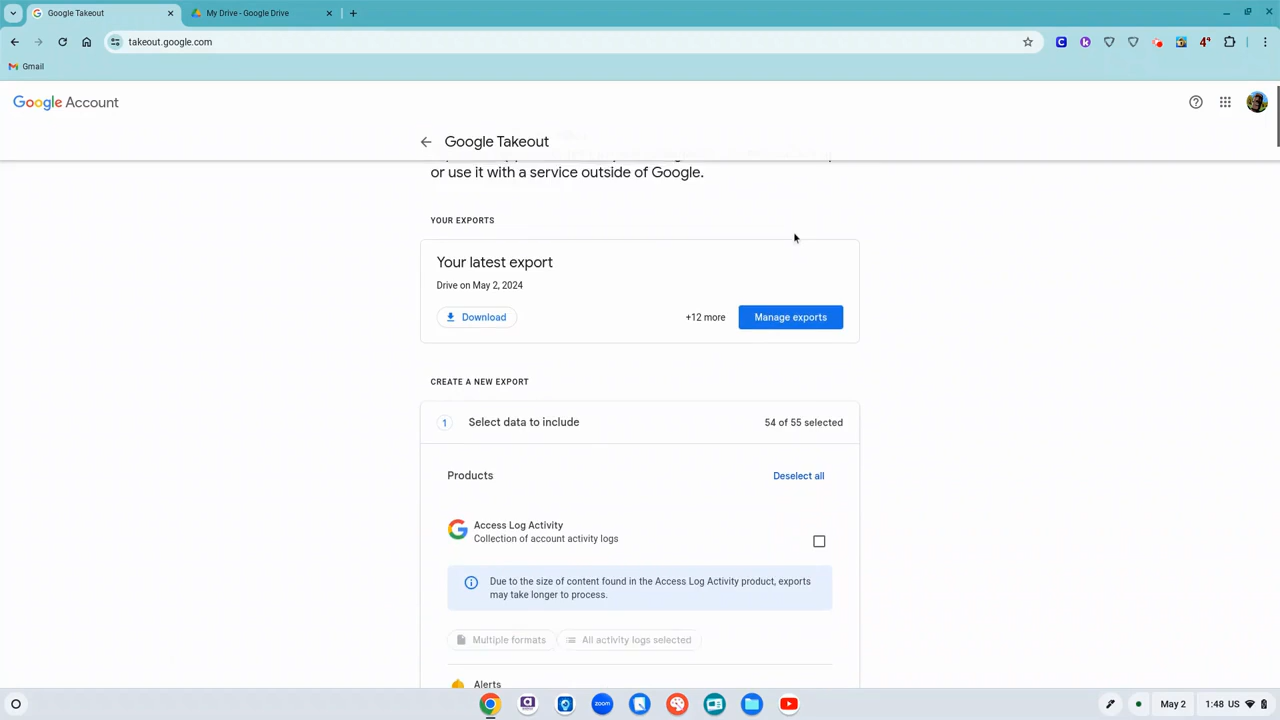 Google Takeout
My Drive - Google Drive
takeout.google.com
Gmail
Google Account
Google Takeout
or use it with a service outside of Google.
YOUR EXPORTS
Your latest export
Drive on May 2, 2024
Download
+12 more
Manage exports
CREATE A NEW EXPORT
1 Select data to include
54 of 55 selected
Products
Deselect all
Access Log Activity
Collection of account activity logs
Due to the size of content found in the Access Log Activity product, exports
may take longer to process.
Multiple formats
All activity logs selected
Alerts
zoom
May 2
1:48 US